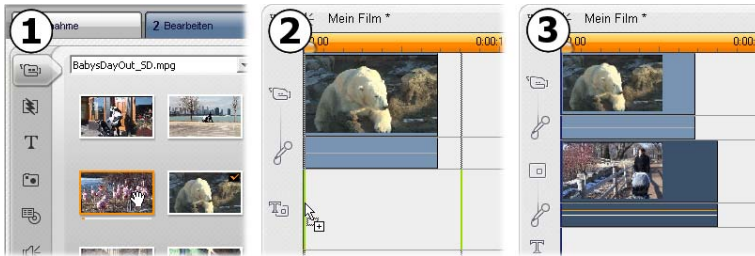 1
ahme
2 Bearbeiten
BabysDayOut_SD.mpg
T
2
Mein Film *
0,00
0:00:1
T
3
Mein Film *
0,00
0:00:
T